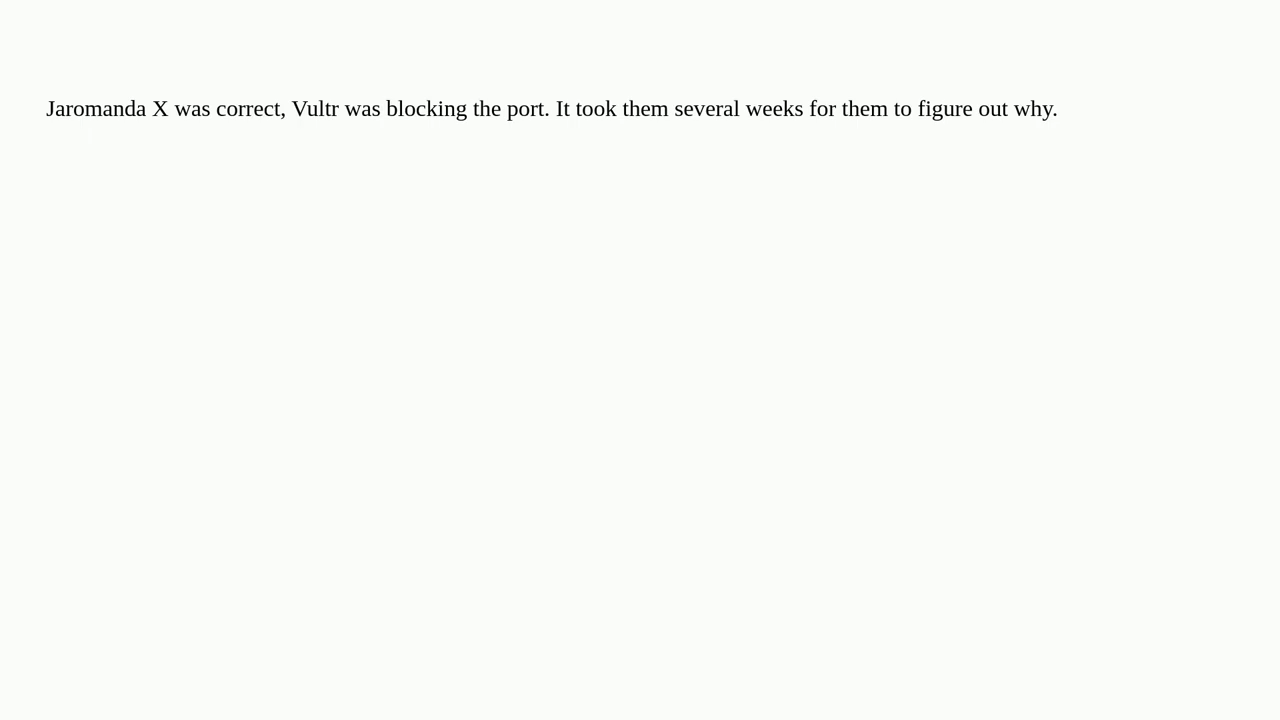 Jaromanda X was correct, Vultr was blocking the port. It took them several weeks for them to figure out why.